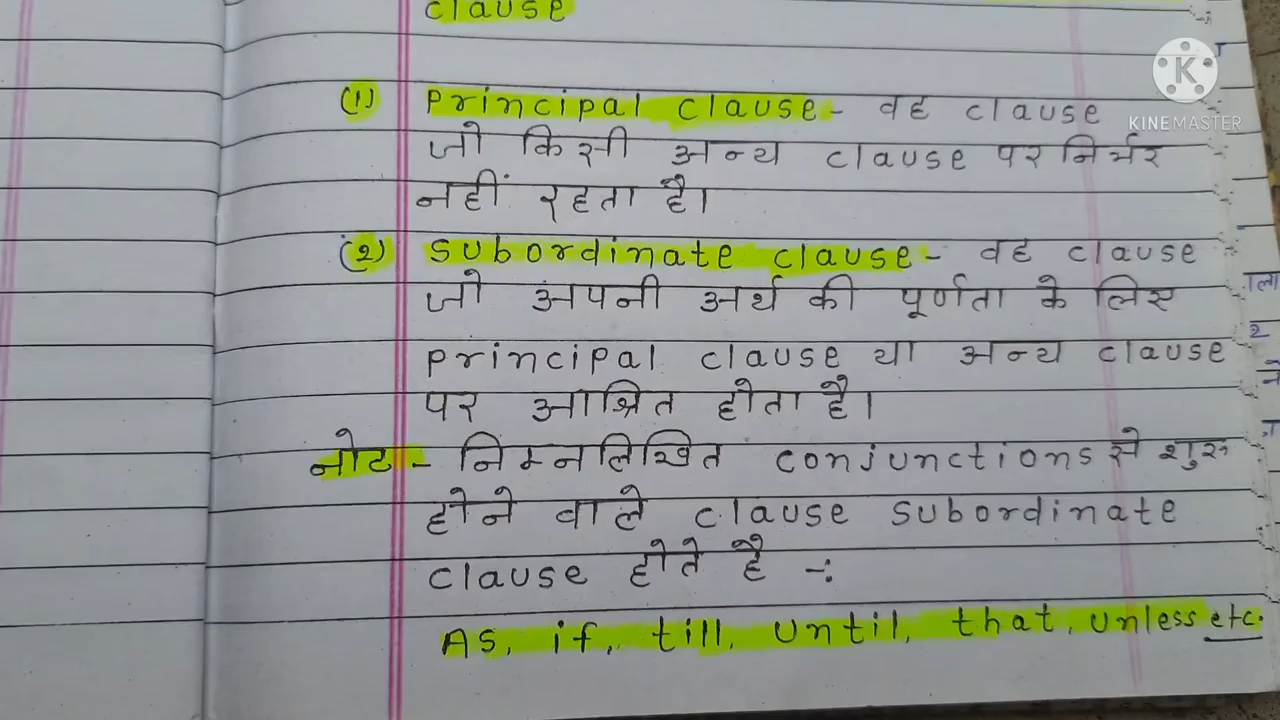 clause
(1) Principal clause - वह clause
जो किसी अन्य clause पर निर्भर
नहीं रहता है।
(2) Subordinate clause - वह clause
जो अपनी अर्थ की पूर्णता के लिए
principal clause या अन्य clause
पर आश्रित होता है।
नोट - निम्नलिखित conjunctions से शुरू
होने वाले clause subordinate
clause होते है -:
As, if, till, until, that, unless etc.
KINEMASTER